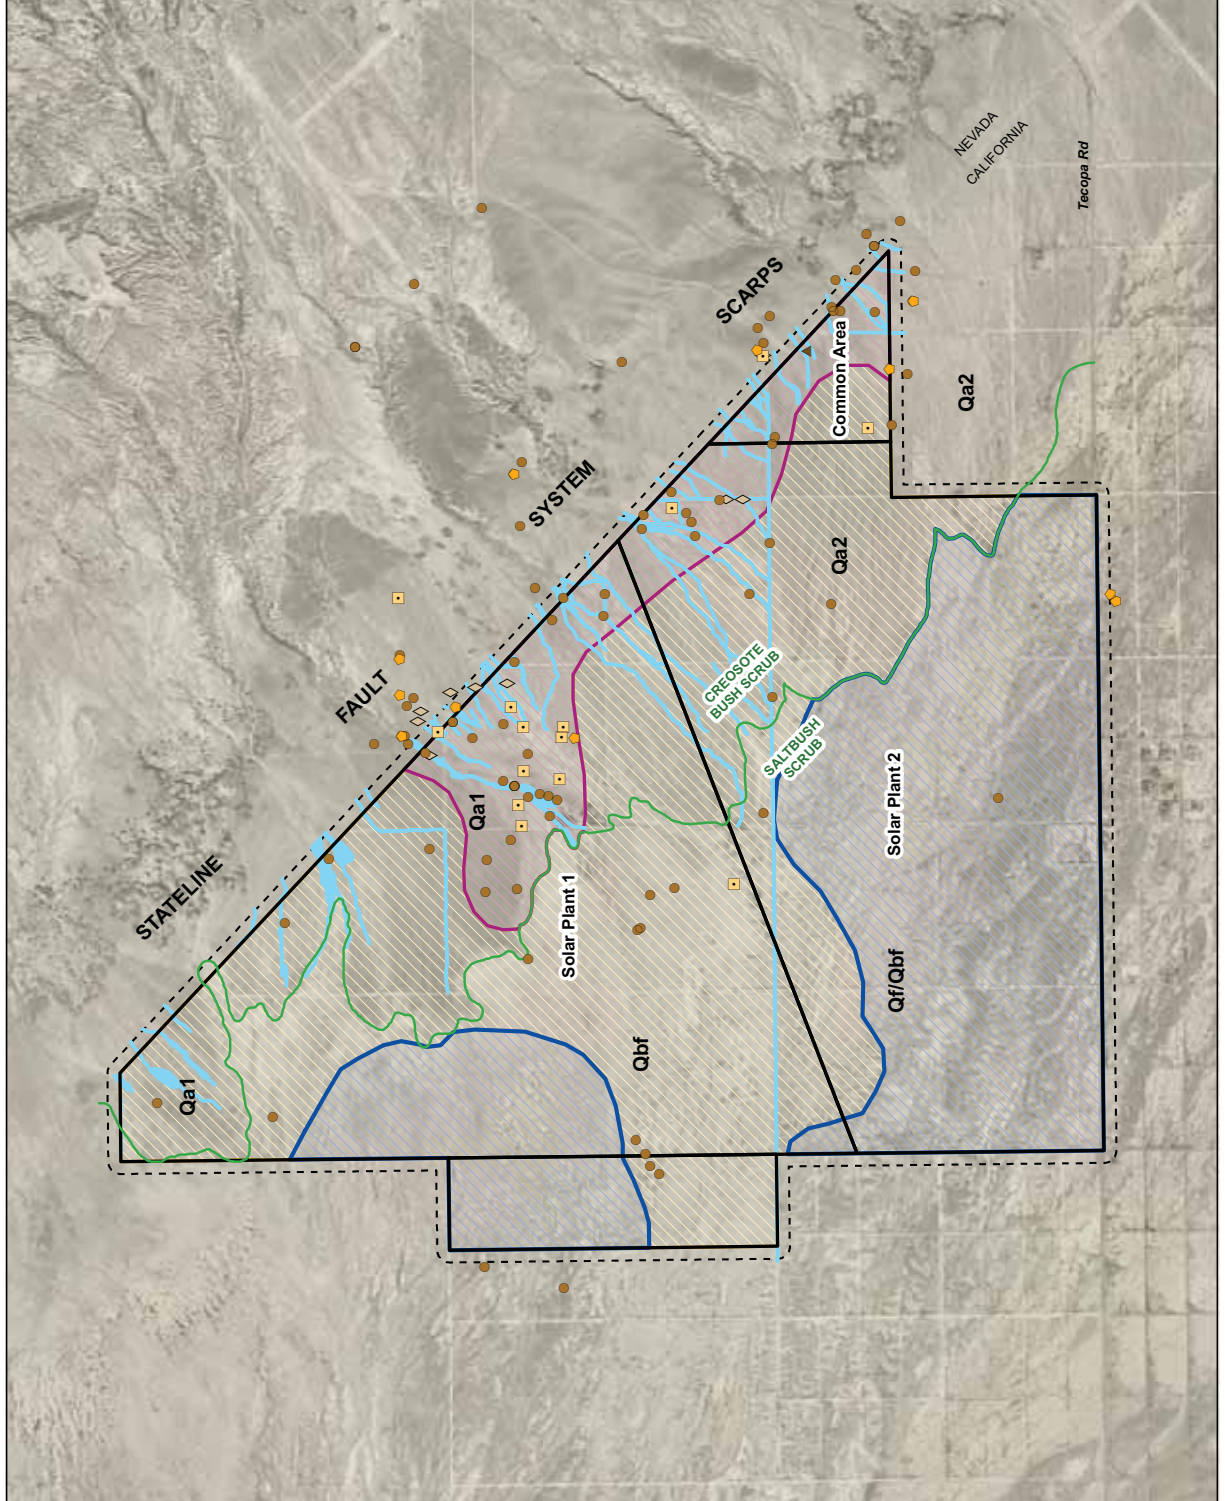 NEVADA
CALIFORNIA
Tecopa Rd
SCARPS
Common Area
Qa2
SYSTEM
Qa2
FAULT
CREOSOTE
BUSH SCRUB
SALTBUSH
SCRUB
Qa1
Solar Plant 2
STATELINE
Solar Plant 1
Qf/Qbf
Qbf
Qa1